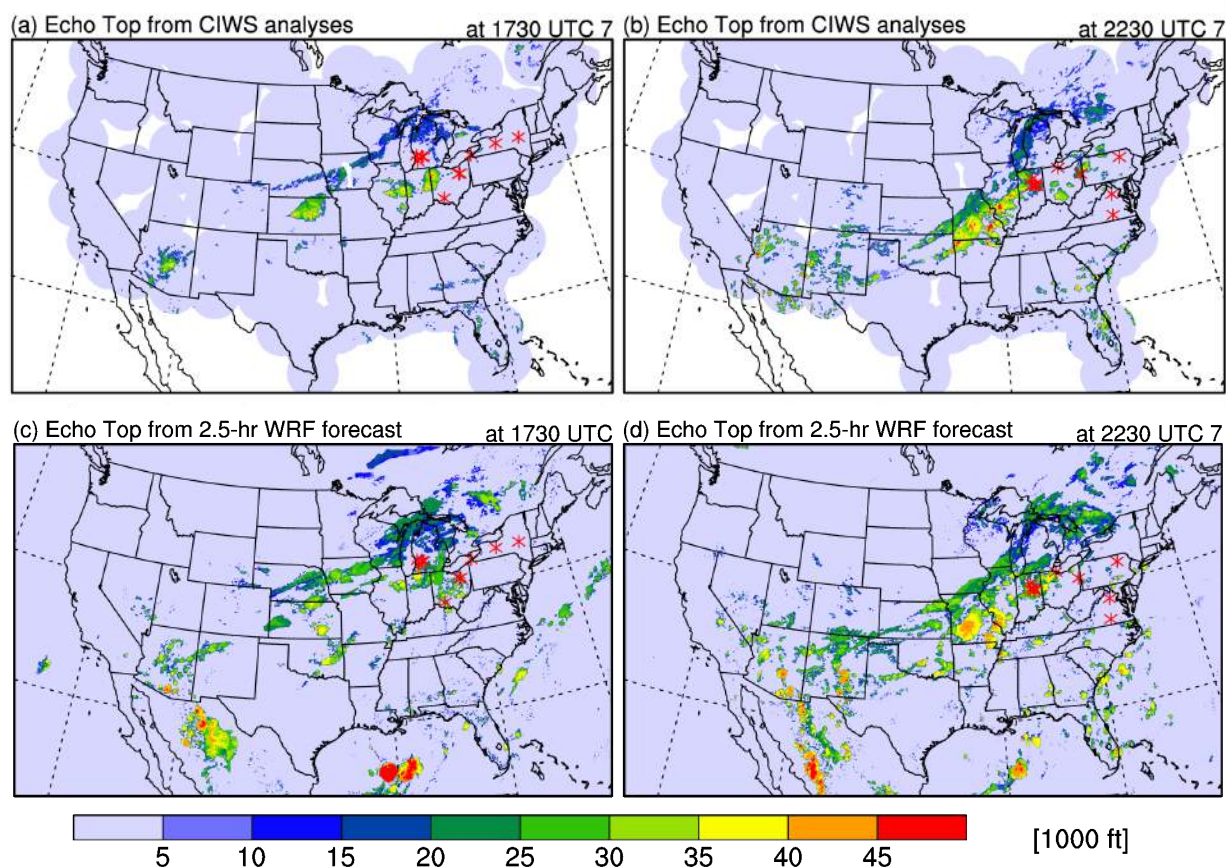 (a) Echo Top from CIWS analyses at 1730 UTC 7
(b) Echo Top from CIWS analyses at 2230 UTC 7
(c) Echo Top from 2.5-hr WRF forecast at 1730 UTC
(d) Echo Top from 2.5-hr WRF forecast at 2230 UTC 7
5 10 15 20 25 30 35 40 45 [1000 ft]